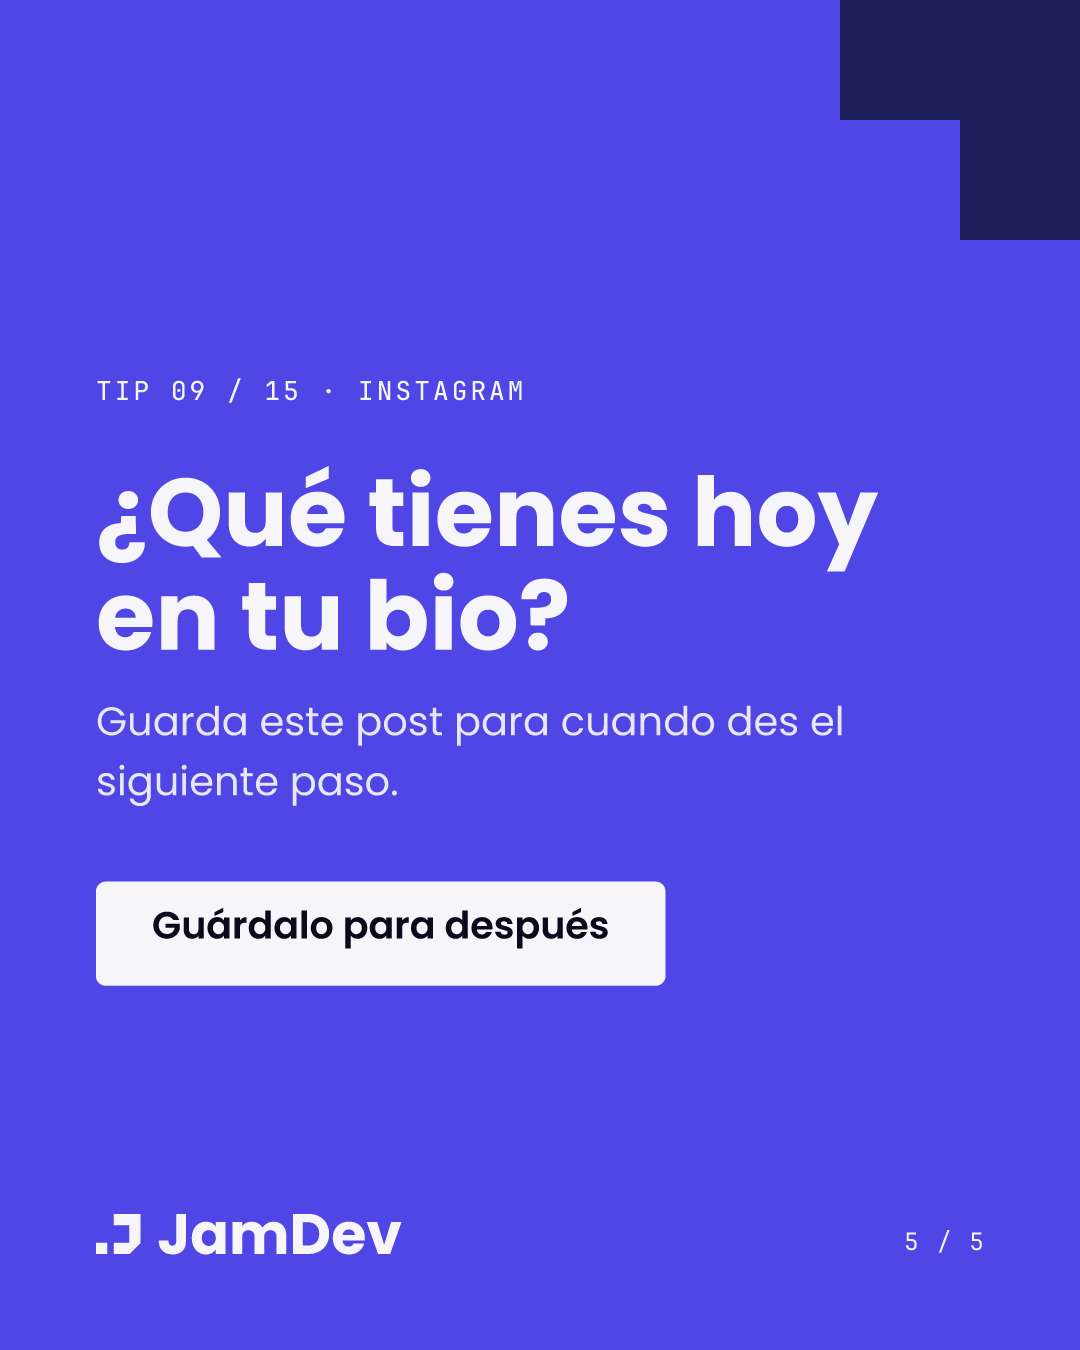 TIP 09 / 15 · INSTAGRAM
¿Qué tienes hoy
en tu bio?
Guarda este post para cuando des el
siguiente paso.
Guárdalo para después
JamDev
5 / 5